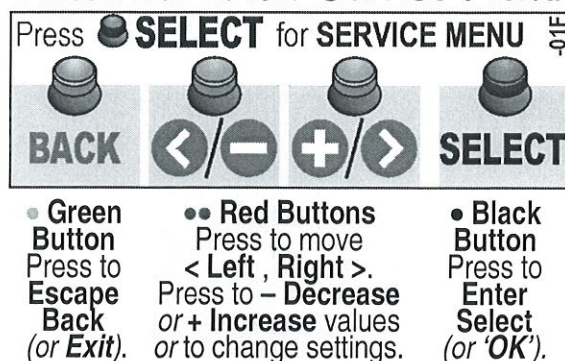 Press SELECT for SERVICE MENU
-01F
BACK
</-
+/>
SELECT
Green
Button
Press to
Escape
Back
(or Exit).
Red Buttons
Press to move
< Left , Right >.
Press to – Decrease
or + Increase values
or to change settings.
Black
Button
Press to
Enter
Select
(or 'OK').